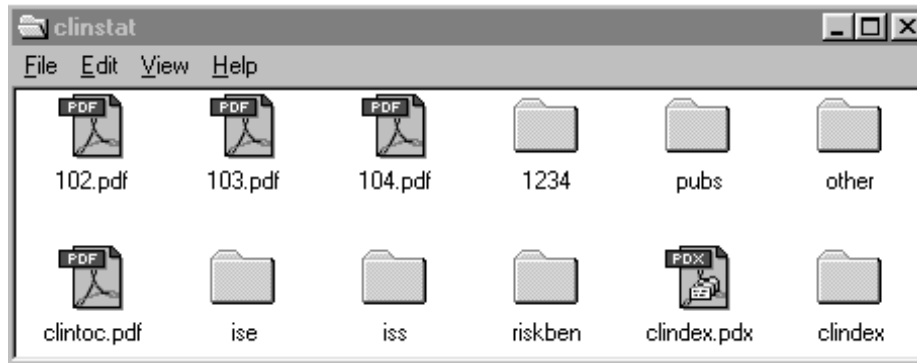 clinstat
File Edit View Help
PDF PDF PDF
102.pdf 103.pdf 104.pdf 1234 pubs other
PDF PDX
clintoc.pdf ise iss riskben clindex.pdx clindex